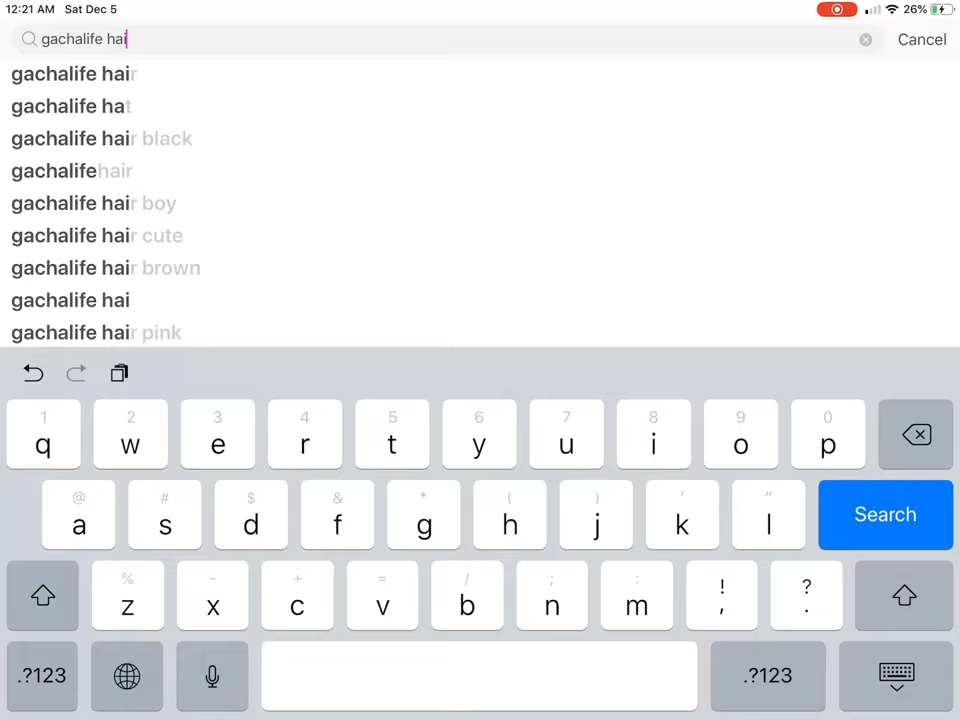 12:21 AM Sat Dec 5 26%
gachalife hai Cancel
gachalife hair
gachalife hat
gachalife hair black
gachalifehair
gachalife hair boy
gachalife hair cute
gachalife hair brown
gachalife hai
gachalife hair pink
1 2 3 4 5 6 7 8 9 0
q w e r t y u i o p
@ # $ & * ( ) ' "
a s d f g h j k l Search
% - + = / ; : ! ?
z x c v b n m , .
.?123 .?123